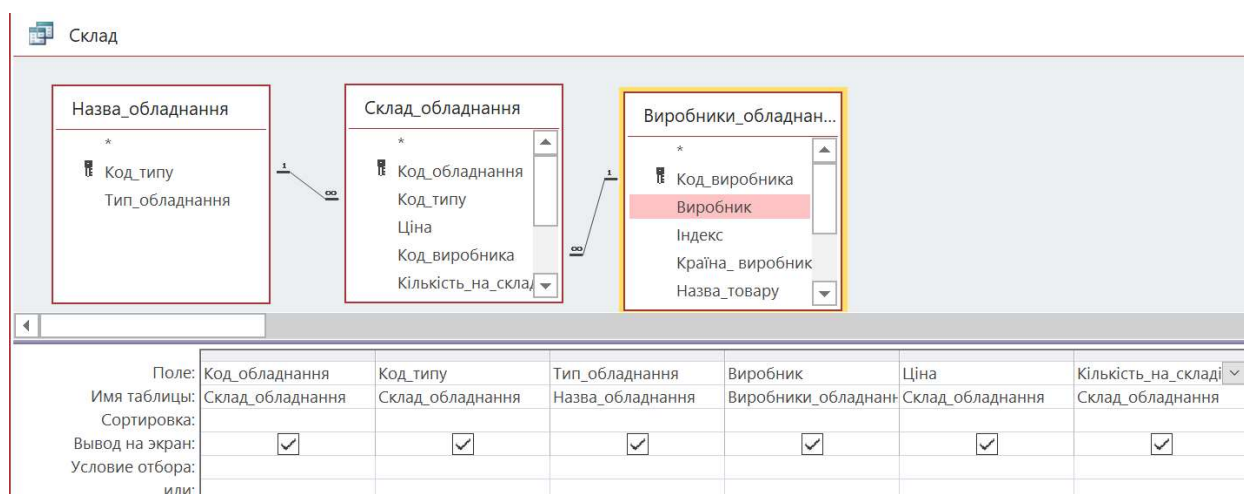 Склад
Назва_обладнання
*
Код_типу
Тип_обладнання
1
∞
Склад_обладнання
*
Код_обладнання
Код_типу
Ціна
Код_виробника
Кількість_на_склад
∞
1
Виробники_обладнан...
*
Код_виробника
Виробник
Індекс
Країна_ виробник
Назва_товару
Поле: Код_обладнання Код_типу Тип_обладнання Виробник Ціна Кількість_на_складі
Имя таблицы: Склад_обладнання Склад_обладнання Назва_обладнання Виробники_обладнанн Склад_обладнання Склад_обладнання
Сортировка:
Вывод на экран:
Условие отбора:
или: